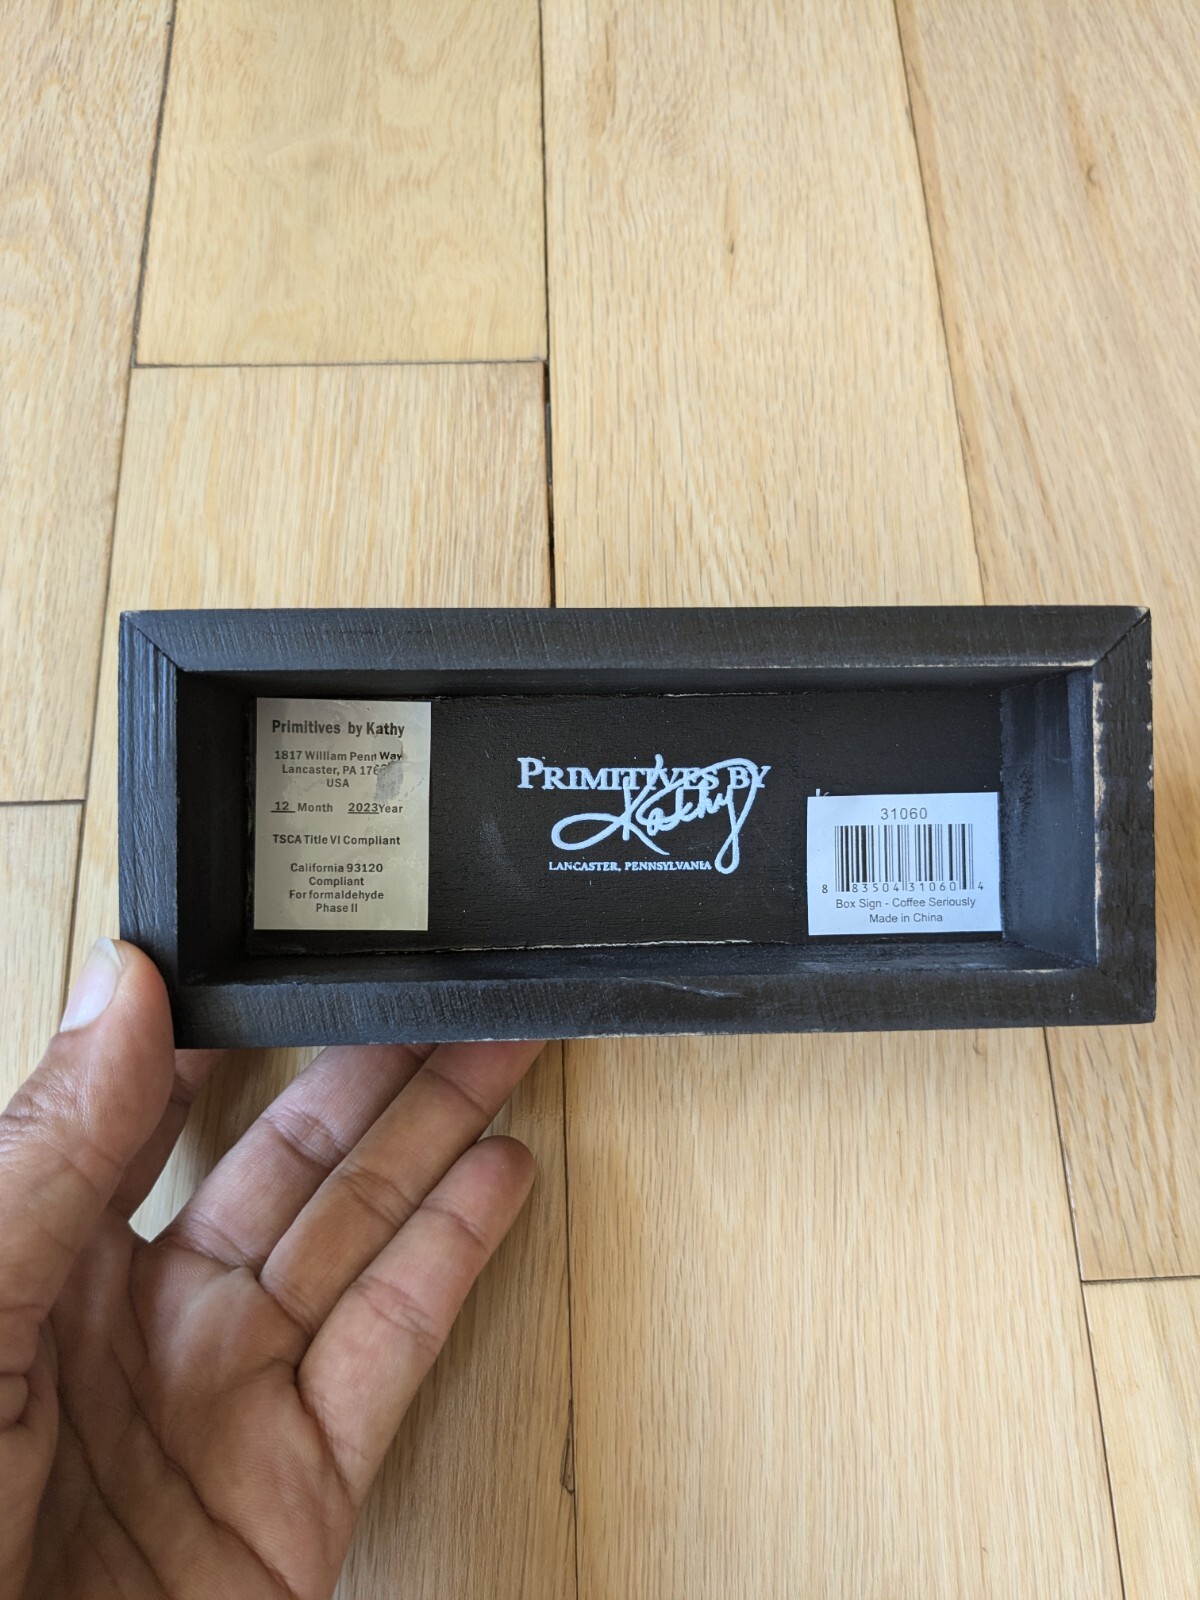 Primitives by Kathy
1817 William Penn Way
Lancaster, PA
USA
12 Month 2023Year
TSCA Title VI Compliant
California 93120
Compliant
For formaldehyde
Phase II
PRIMITIVES BY
Kathy
LANCASTER, PENNSYLVANIA
31060
8 83504 31060 4
Box Sign - Coffee Seriously
Made in China